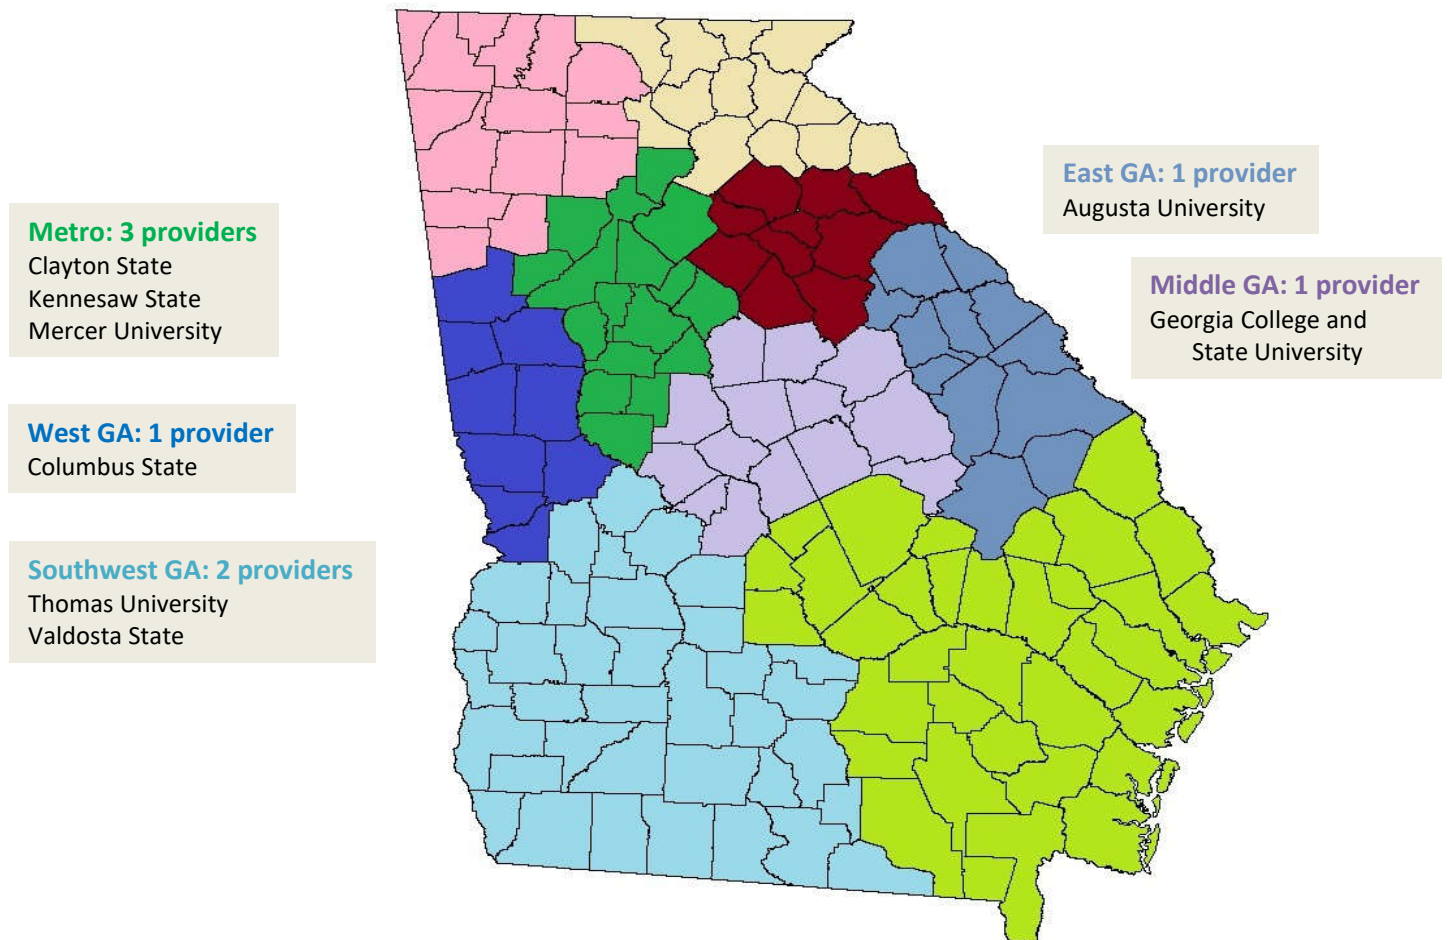 Metro: 3 providers
Clayton State
Kennesaw State
Mercer University
West GA: 1 provider
Columbus State
Southwest GA: 2 providers
Thomas University
Valdosta State
East GA: 1 provider
Augusta University
Middle GA: 1 provider
Georgia College and
State University